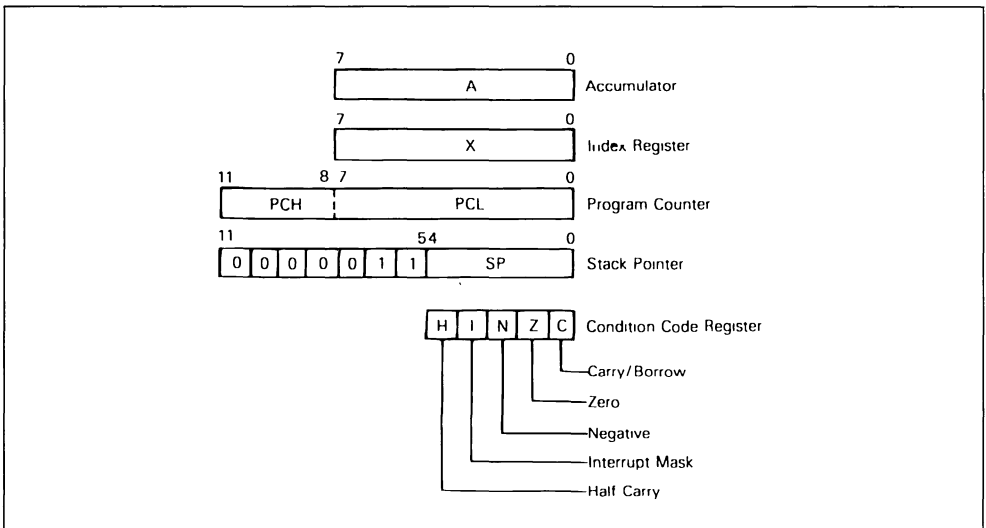 7 0
A Accumulator
7 0
X Index Register
11 8 7 0
PCH PCL Program Counter
11 5 4 0
0 0 0 0 0 1 1 SP Stack Pointer
H I N Z C Condition Code Register
Carry/Borrow
Zero
Negative
Interrupt Mask
Half Carry